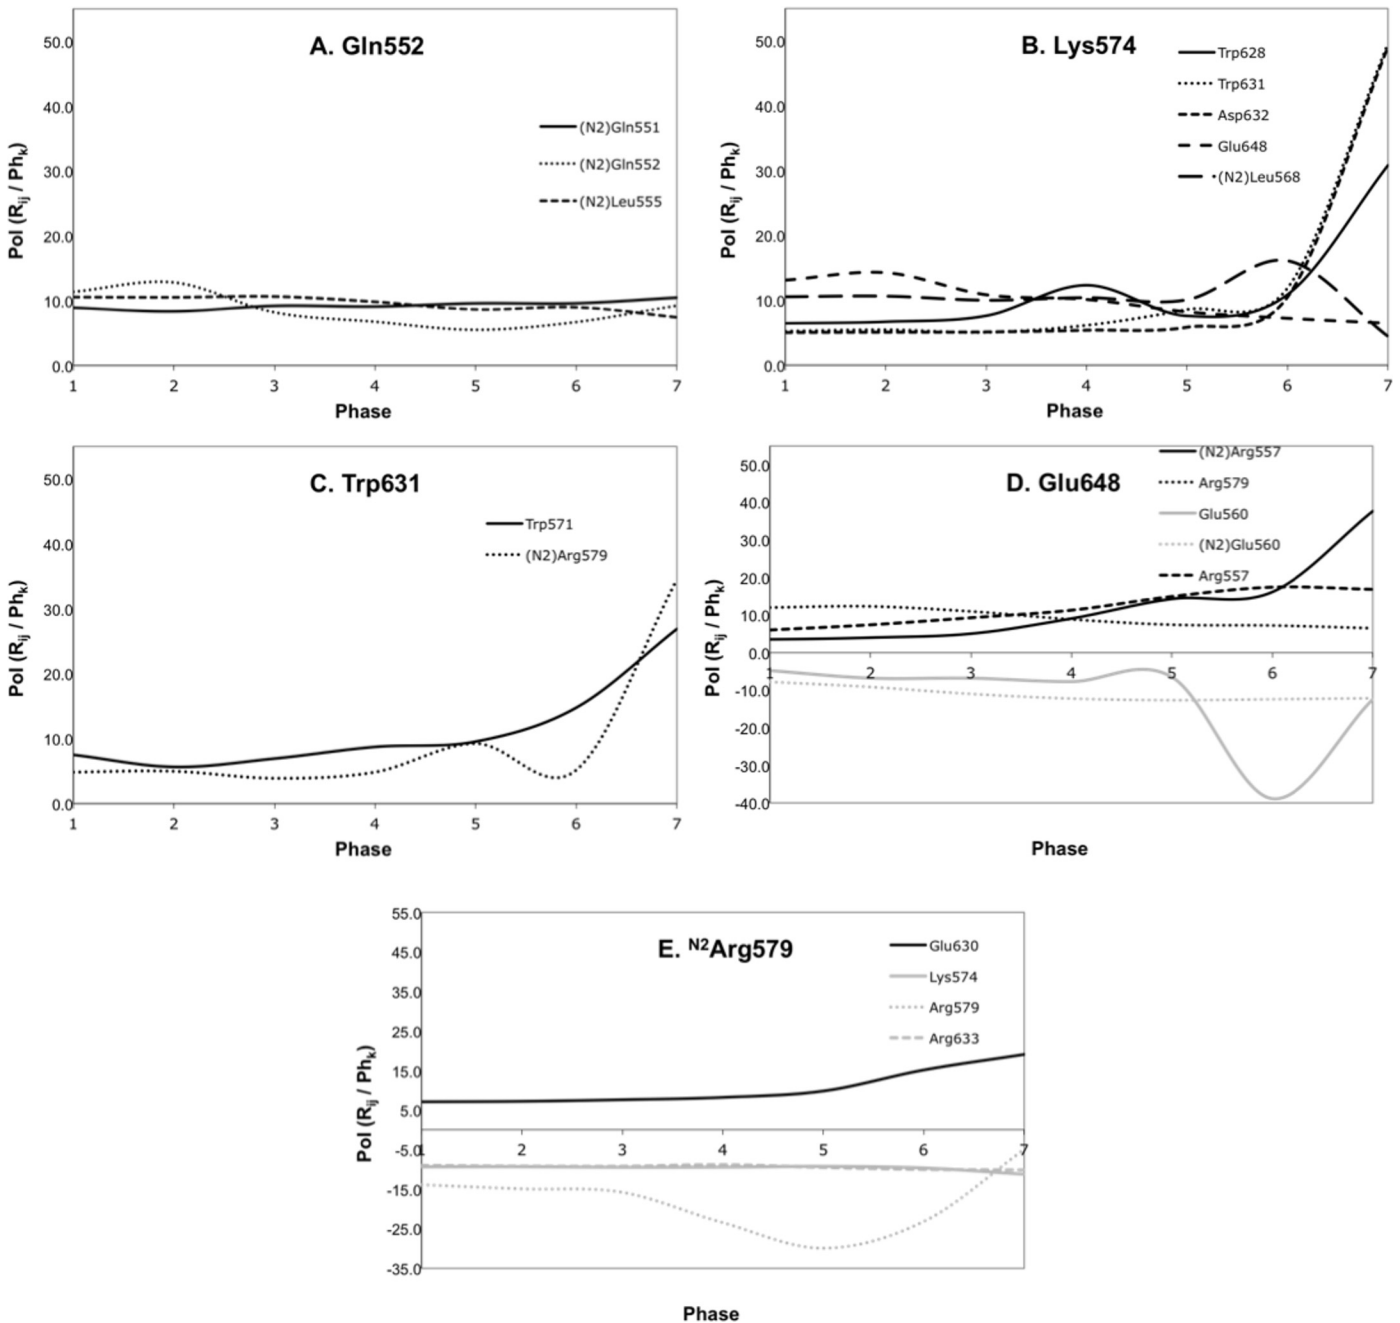 A. Gln552
50.0
40.0
30.0
20.0
10.0
0.0
Pol (Rij / Phk)
(N2)Gln551
(N2)Gln552
(N2)Leu555
1 2 3 4 5 6 7
Phase
B. Lys574
50.0
40.0
30.0
20.0
10.0
0.0
Pol (Rij / Phk)
Trp628
Trp631
Asp632
Glu648
(N2)Leu568
1 2 3 4 5 6 7
Phase
C. Trp631
50.0
40.0
30.0
20.0
10.0
0.0
Pol (Rij / Phk)
Trp571
(N2)Arg579
1 2 3 4 5 6 7
Phase
D. Glu648
50.0
40.0
30.0
20.0
10.0
0.0
-10.0
-20.0
-30.0
-40.0
Pol (Rij / Phk)
(N2)Arg557
Arg579
Glu560
(N2)Glu560
Arg557
1 2 3 4 5 6 7
Phase
E. N2Arg579
55.0
45.0
35.0
25.0
15.0
5.0
-5.0
-15.0
-25.0
-35.0
Pol (Rij / Phk)
Glu630
Lys574
Arg579
Arg633
1 2 3 4 5 6 7
Phase